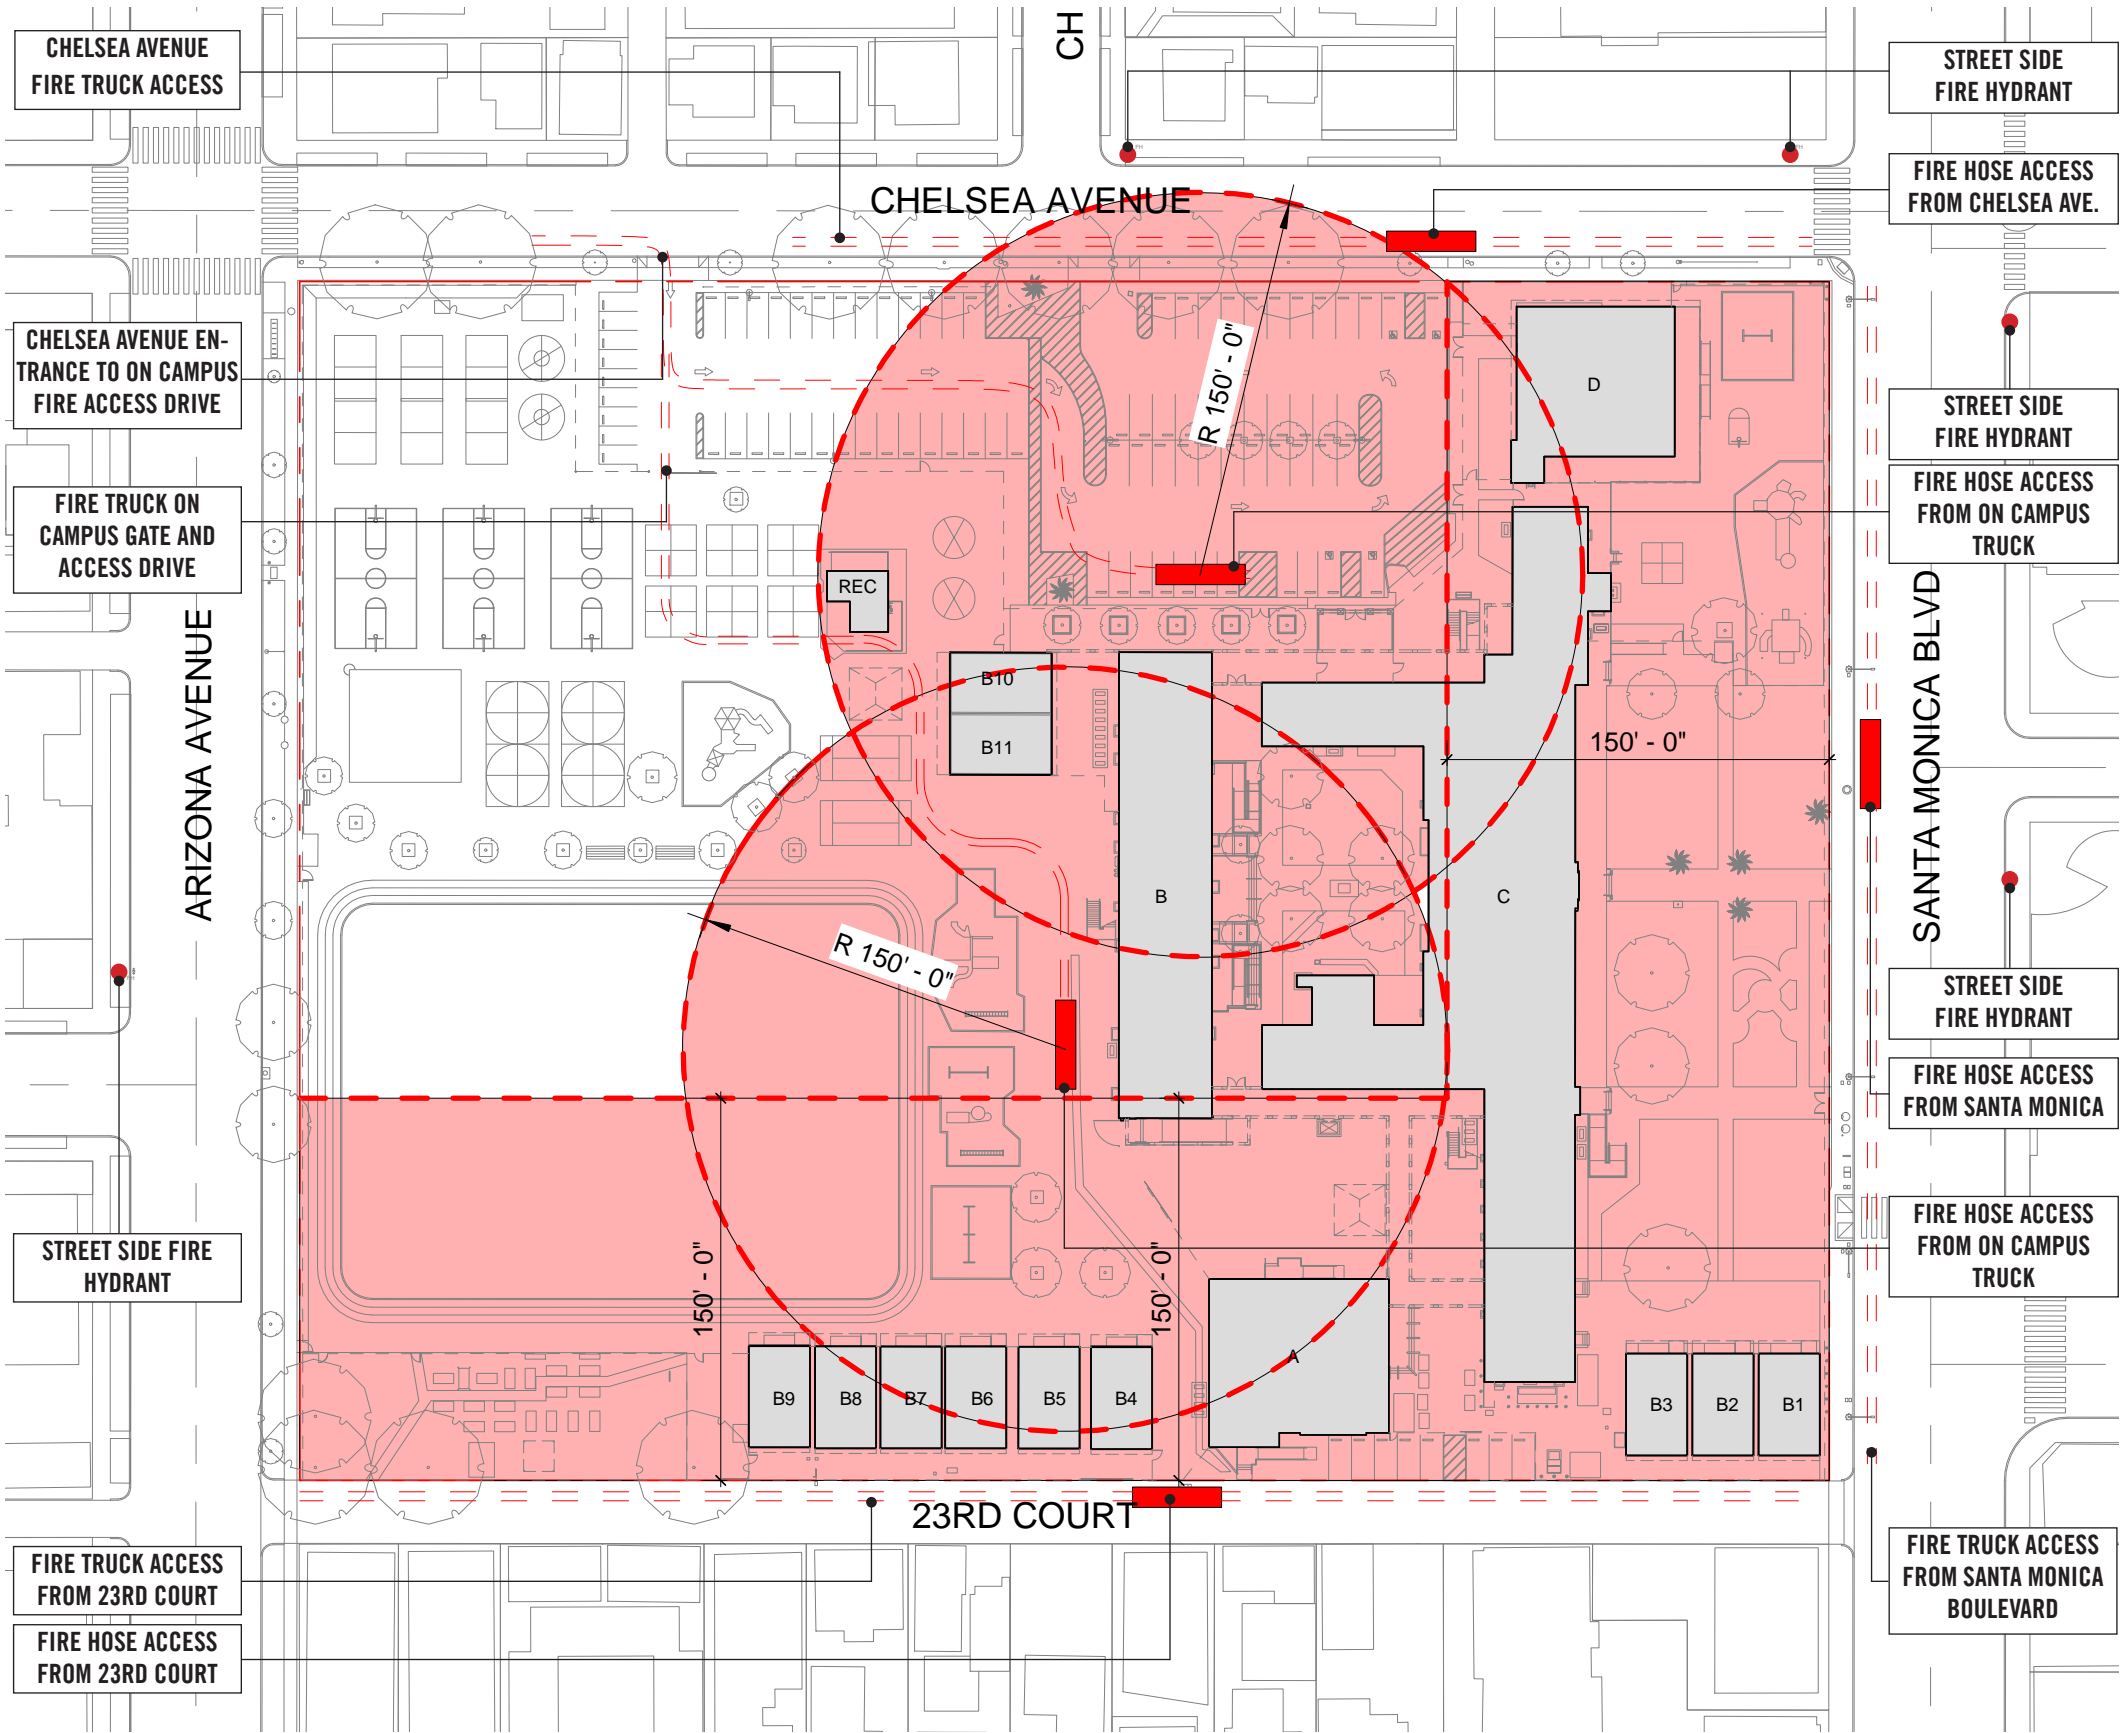 CHELSEA AVENUE
FIRE TRUCK ACCESS
CH
STREET SIDE
FIRE HYDRANT
FIRE HOSE ACCESS
FROM CHELSEA AVE.
CHELSEA AVENUE
CHELSEA AVENUE EN-
TRANCE TO ON CAMPUS
FIRE ACCESS DRIVE
R 150' - 0"
D
STREET SIDE
FIRE HYDRANT
FIRE TRUCK ON
CAMPUS GATE AND
ACCESS DRIVE
FIRE HOSE ACCESS
FROM ON CAMPUS
TRUCK
REC
ARIZONA AVENUE
SANTA MONICA BLVD
B10
B11
150' - 0"
B
C
R 150' - 0"
STREET SIDE
FIRE HYDRANT
FIRE HOSE ACCESS
FROM SANTA MONICA
STREET SIDE FIRE
HYDRANT
150' - 0"
150' - 0"
FIRE HOSE ACCESS
FROM ON CAMPUS
TRUCK
A
B9
B8
B7
B6
B5
B4
B3
B2
B1
23RD COURT
FIRE TRUCK ACCESS
FROM 23RD COURT
FIRE HOSE ACCESS
FROM 23RD COURT
FIRE TRUCK ACCESS
FROM SANTA MONICA
BOULEVARD